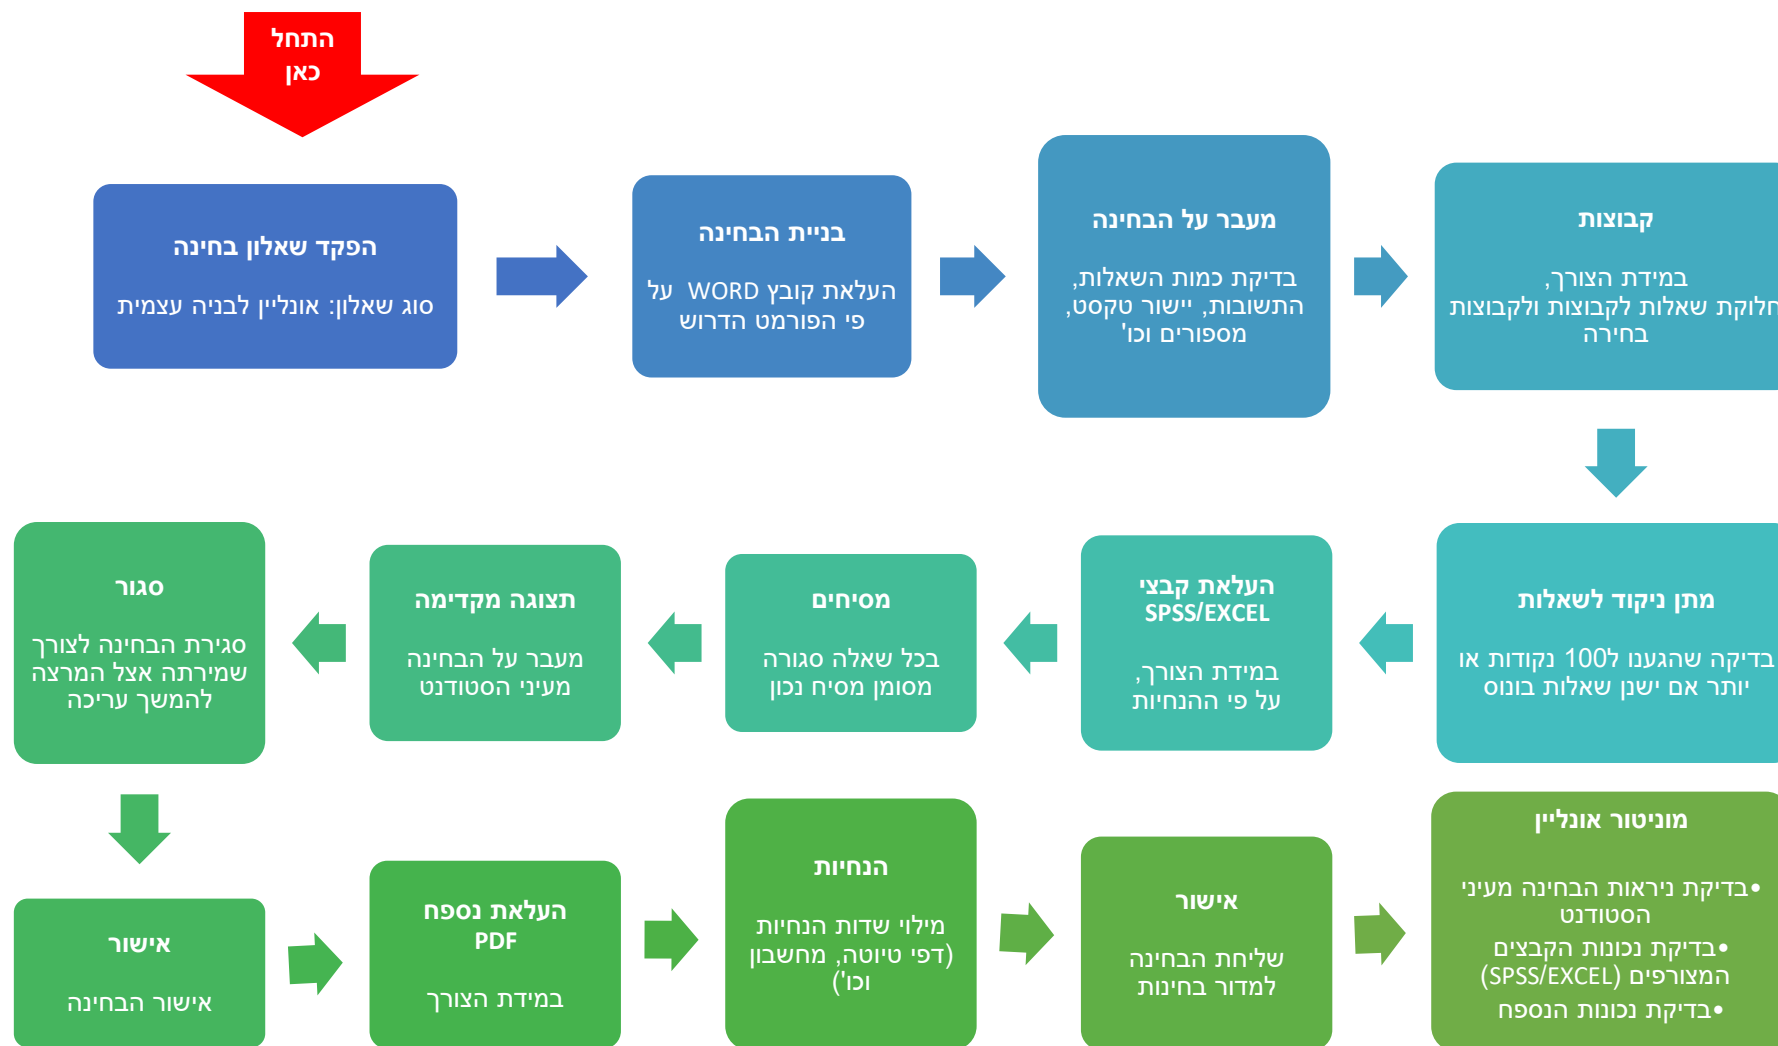 התחל
כאן
הפקד שאלון בחינה
סוג שאלון: אונליין לבניה עצמית
בניית הבחינה
העלאת קובץ WORD על
פי הפורמט הדרוש
מעבר על הבחינה
בדיקת כמות השאלות,
התשובות, יישור טקסט,
מספורים וכו'
קבוצות
במידת הצורך,
חלוקת שאלות לקבוצות ולקבוצות
בחירה
מתן ניקוד לשאלות
בדיקה שהגענו ל100 נקודות או
יותר אם ישנן שאלות בונוס
העלאת קבצי
SPSS/EXCEL
במידת הצורך,
על פי ההנחיות
מסיחים
בכל שאלה סגורה
מסומן מסיח נכון
תצוגה מקדימה
מעבר על הבחינה
מעיני הסטודנט
סגור
סגירת הבחינה לצורך
שמירתה אצל המרצה
להמשך עריכה
אישור
אישור הבחינה
העלאת נספח
PDF
במידת הצורך
הנחיות
מילוי שדות הנחיות
(דפי טיוטה, מחשבון
וכו')
אישור
שליחת הבחינה
למדור בחינות
מוניטור אונליין
•בדיקת ניראות הבחינה מעיני
הסטודנט
•בדיקת נכונות הקבצים
המצורפים (SPSS/EXCEL)
•בדיקת נכונות הנספח